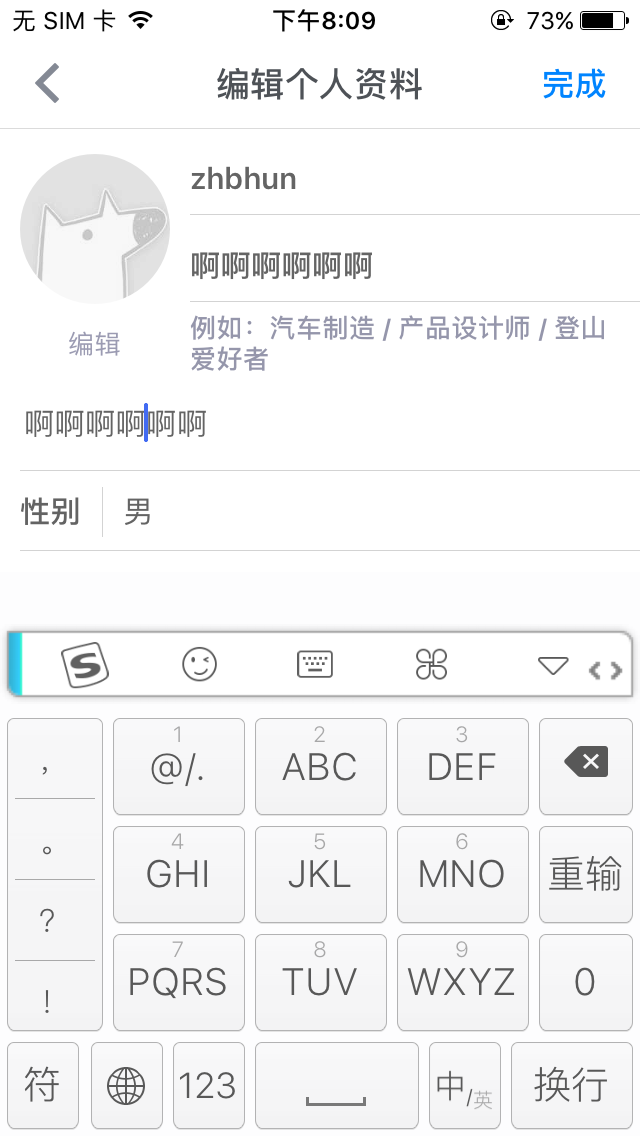 无 SIM 卡 下午8:09 73%
编辑个人资料 完成
zhbhun
啊啊啊啊啊啊
例如：汽车制造 / 产品设计师 / 登山
爱好者
编辑
啊啊啊啊啊啊
性别 男
S
， 1 2 3
@/. ABC DEF
。 4 5 6
GHI JKL MNO 重输
？ 7 8 9
PQRS TUV WXYZ 0
！
符 123 中/英 换行